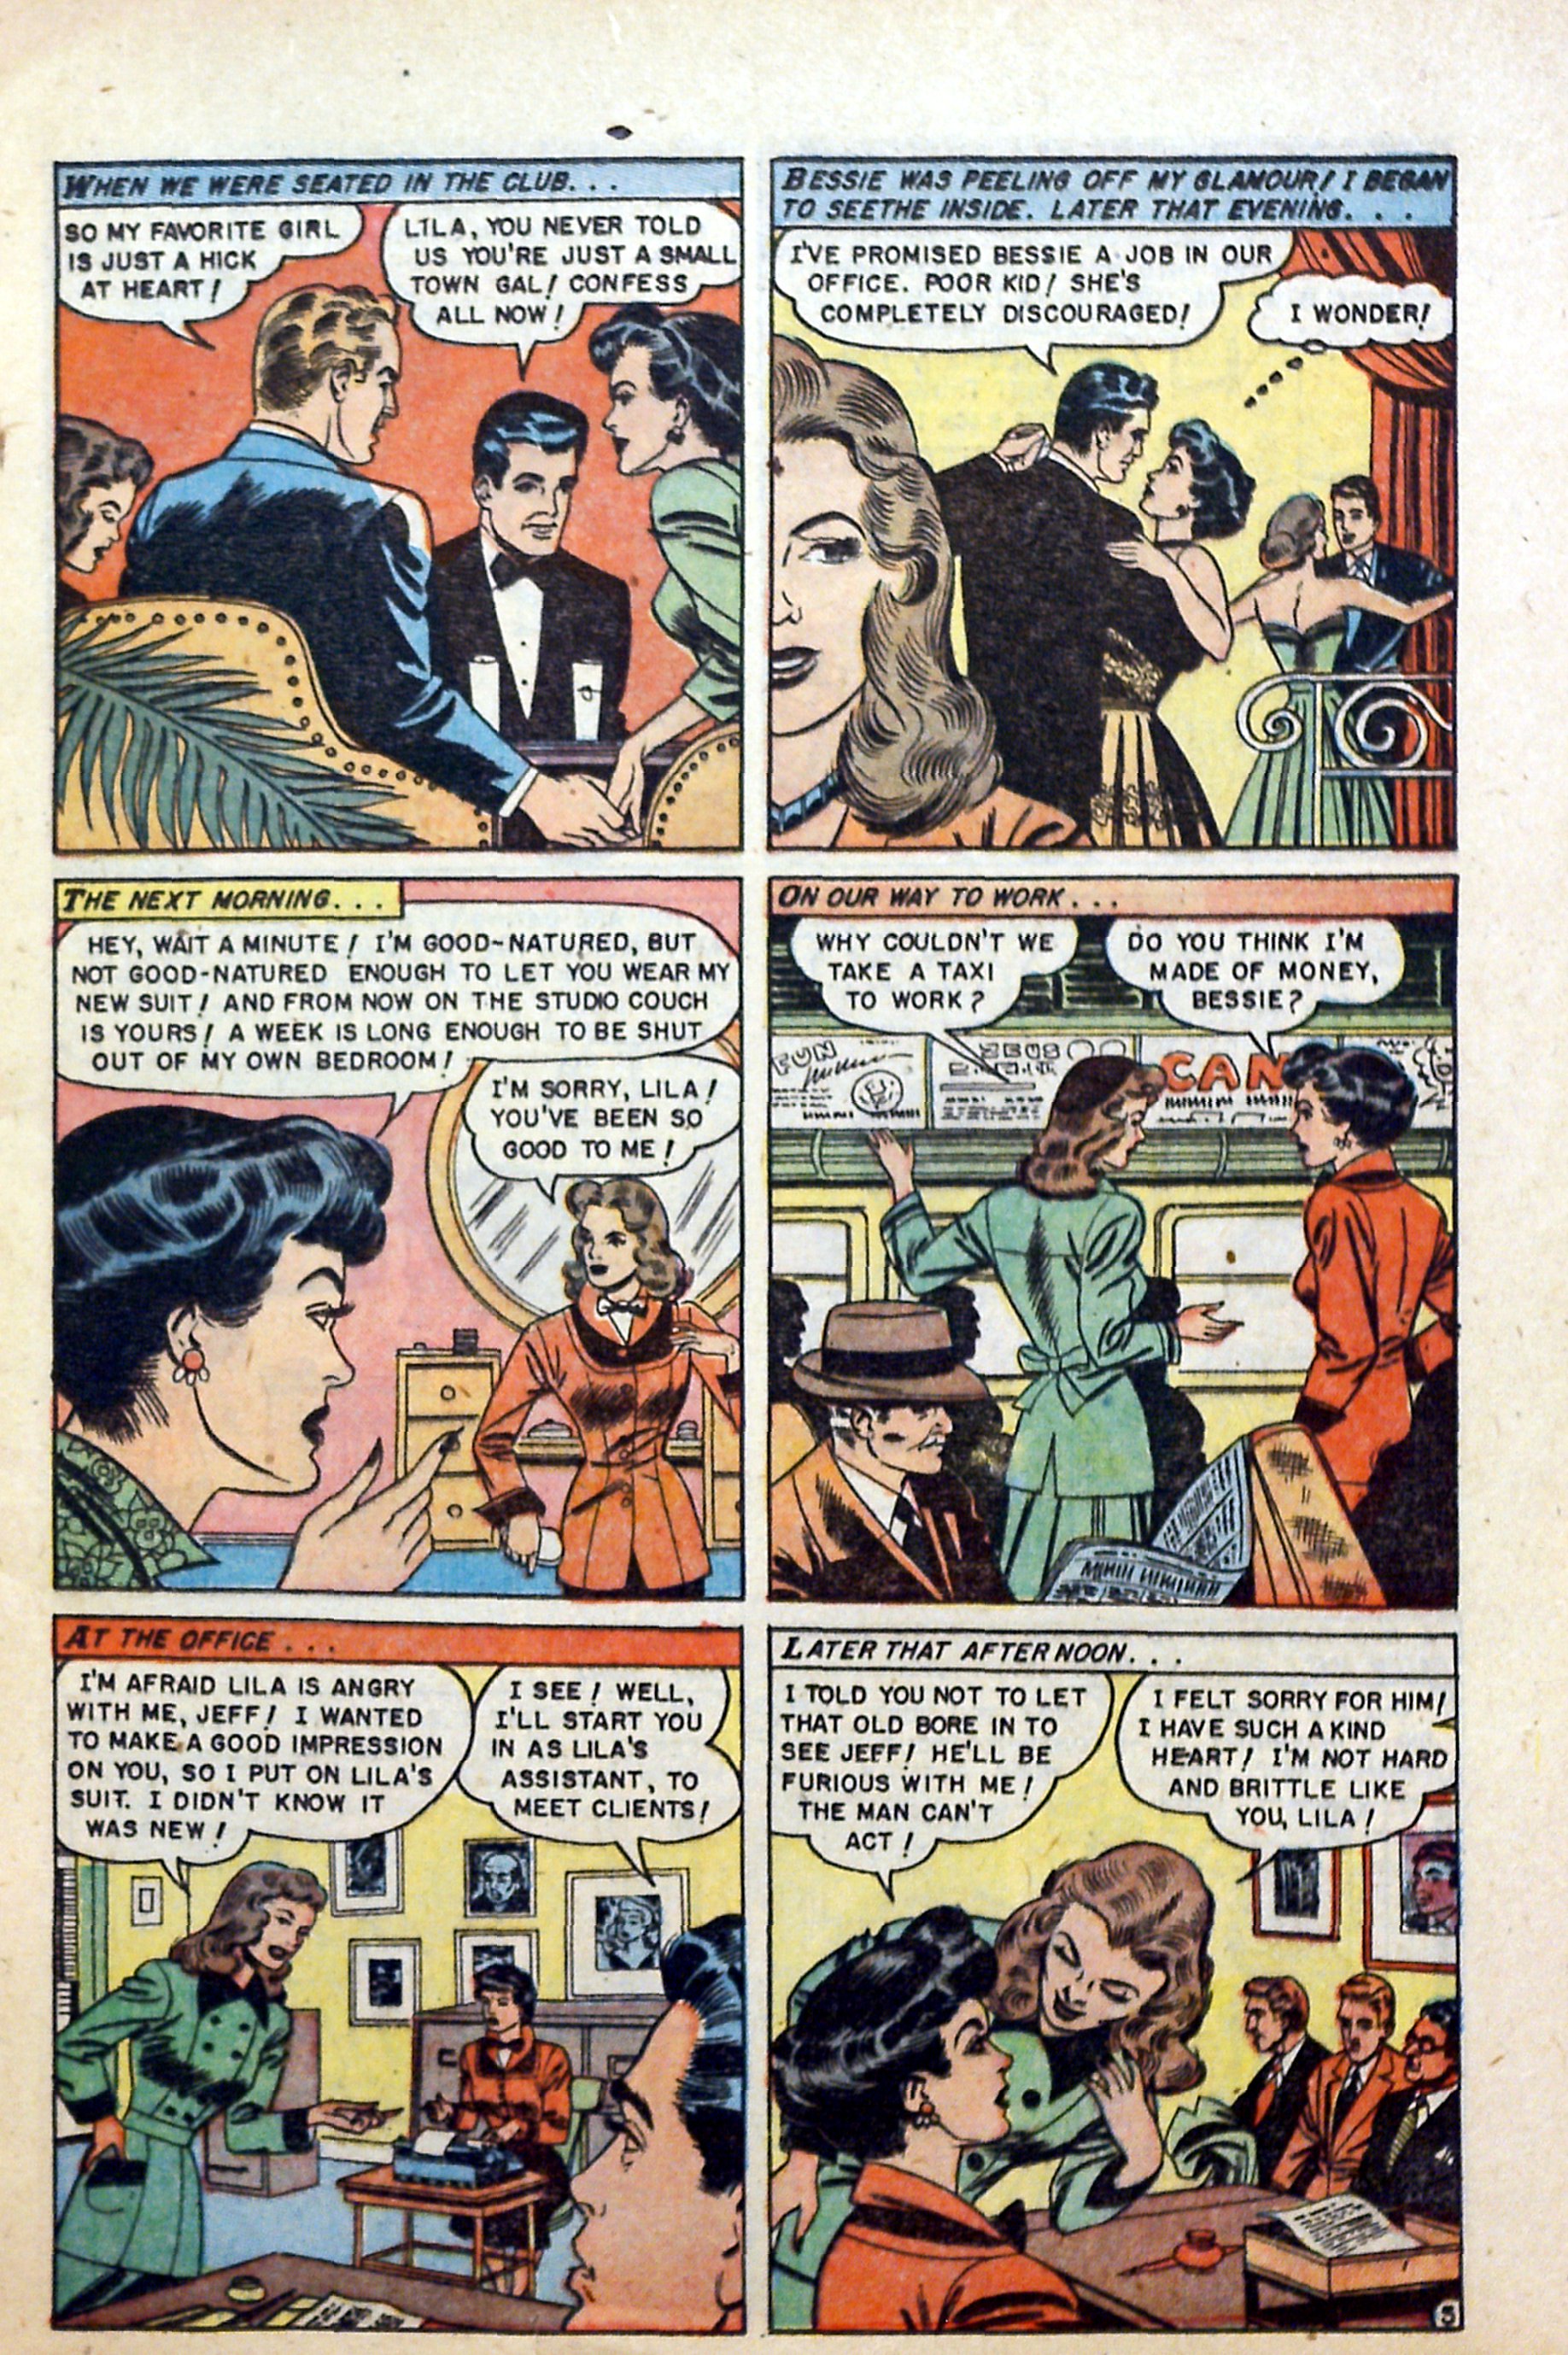 WHEN WE WERE SEATED IN THE CLUB...
SO MY FAVORITE GIRL
IS JUST A HICK
AT HEART!
LILA, YOU NEVER TOLD
US YOU'RE JUST A SMALL
TOWN GAL! CONFESS
ALL NOW!
BESSIE WAS PEELING OFF MY GLAMOUR! I BEGAN
TO SEETHE INSIDE. LATER THAT EVENING....
I'VE PROMISED BESSIE A JOB IN OUR
OFFICE. POOR KID! SHE'S
COMPLETELY DISCOURAGED!
I WONDER!
THE NEXT MORNING...
HEY, WAIT A MINUTE! I'M GOOD-NATURED, BUT
NOT GOOD-NATURED ENOUGH TO LET YOU WEAR MY
NEW SUIT! AND FROM NOW ON THE STUDIO COUCH
IS YOURS! A WEEK IS LONG ENOUGH TO BE SHUT
OUT OF MY OWN BEDROOM!
I'M SORRY, LILA!
YOU'VE BEEN SO
GOOD TO ME!
ON OUR WAY TO WORK...
WHY COULDN'T WE
TAKE A TAXI
TO WORK?
DO YOU THINK I'M
MADE OF MONEY,
BESSIE?
FUN
CAN
AT THE OFFICE...
I'M AFRAID LILA IS ANGRY
WITH ME, JEFF! I WANTED
TO MAKE A GOOD IMPRESSION
ON YOU, SO I PUT ON LILA'S
SUIT. I DIDN'T KNOW IT
WAS NEW!
I SEE! WELL,
I'LL START YOU
IN AS LILA'S
ASSISTANT, TO
MEET CLIENTS!
LATER THAT AFTERNOON...
I TOLD YOU NOT TO LET
THAT OLD BORE IN TO
SEE JEFF! HE'LL BE
FURIOUS WITH ME!
THE MAN CAN'T
ACT!
I FELT SORRY FOR HIM!
I HAVE SUCH A KIND
HEART! I'M NOT HARD
AND BRITTLE LIKE
YOU, LILA!
5